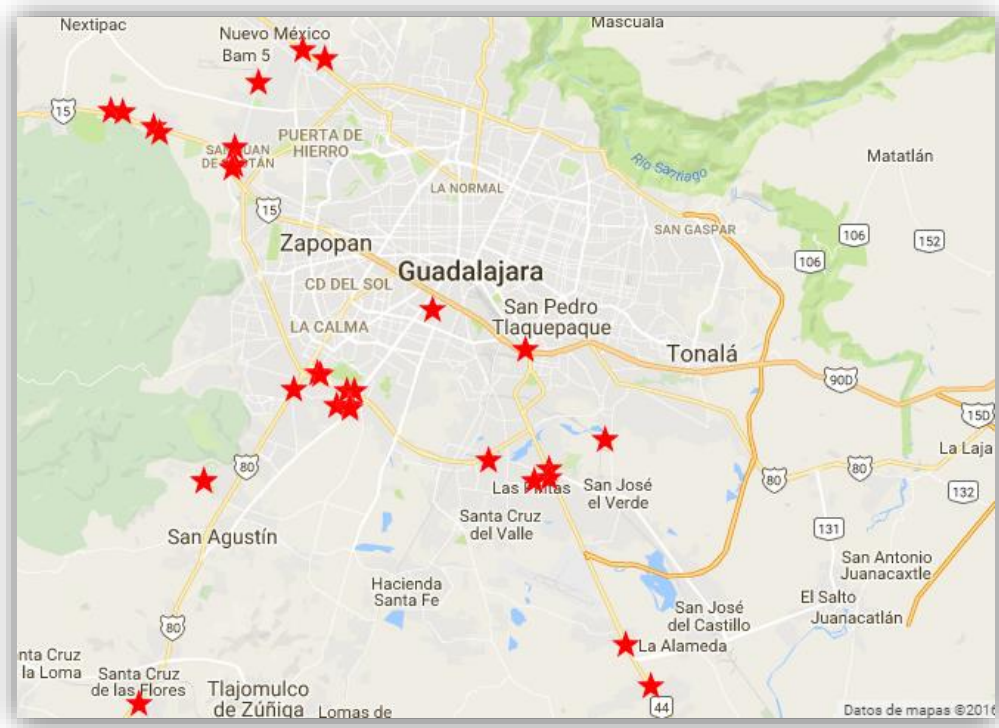 Nextipac
Mascuala
Nuevo México
Bam 5
15
PUERTA DE
HIERRO
Río Santiago
Matatlán
LA NORMAL
15
SAN GASPAR
106
152
Zapopan
106
Guadalajara
CD DEL SOL
San Pedro
Tlaquepaque
LA CALMA
Tonalá
90D
15D
La Laja
80
80
80
132
Las
San José
el Verde
Santa Cruz
del Valle
131
San Agustín
San Antonio
Juanacaxtle
Hacienda
Santa Fe
El Salto
Juanacatlán
San José
del Castillo
80
La Alameda
nta Cruz
la Loma
Santa Cruz
de las Flores
Tlajomulco
de Zúñiga
Lomas de
44
Datos de mapas ©2016